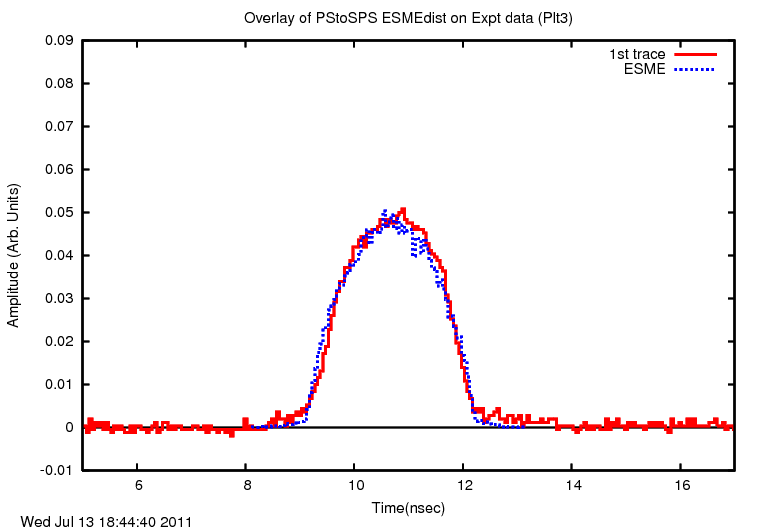 Overlay of PStoSPS ESMEdist on Expt data (Plt3)
0.09
0.08
0.07
0.06
0.05
0.04
0.03
0.02
0.01
0
-0.01
Amplitude (Arb. Units)
1st trace
ESME
6 8 10 12 14 16
Time(nsec)
Wed Jul 13 18:44:40 2011